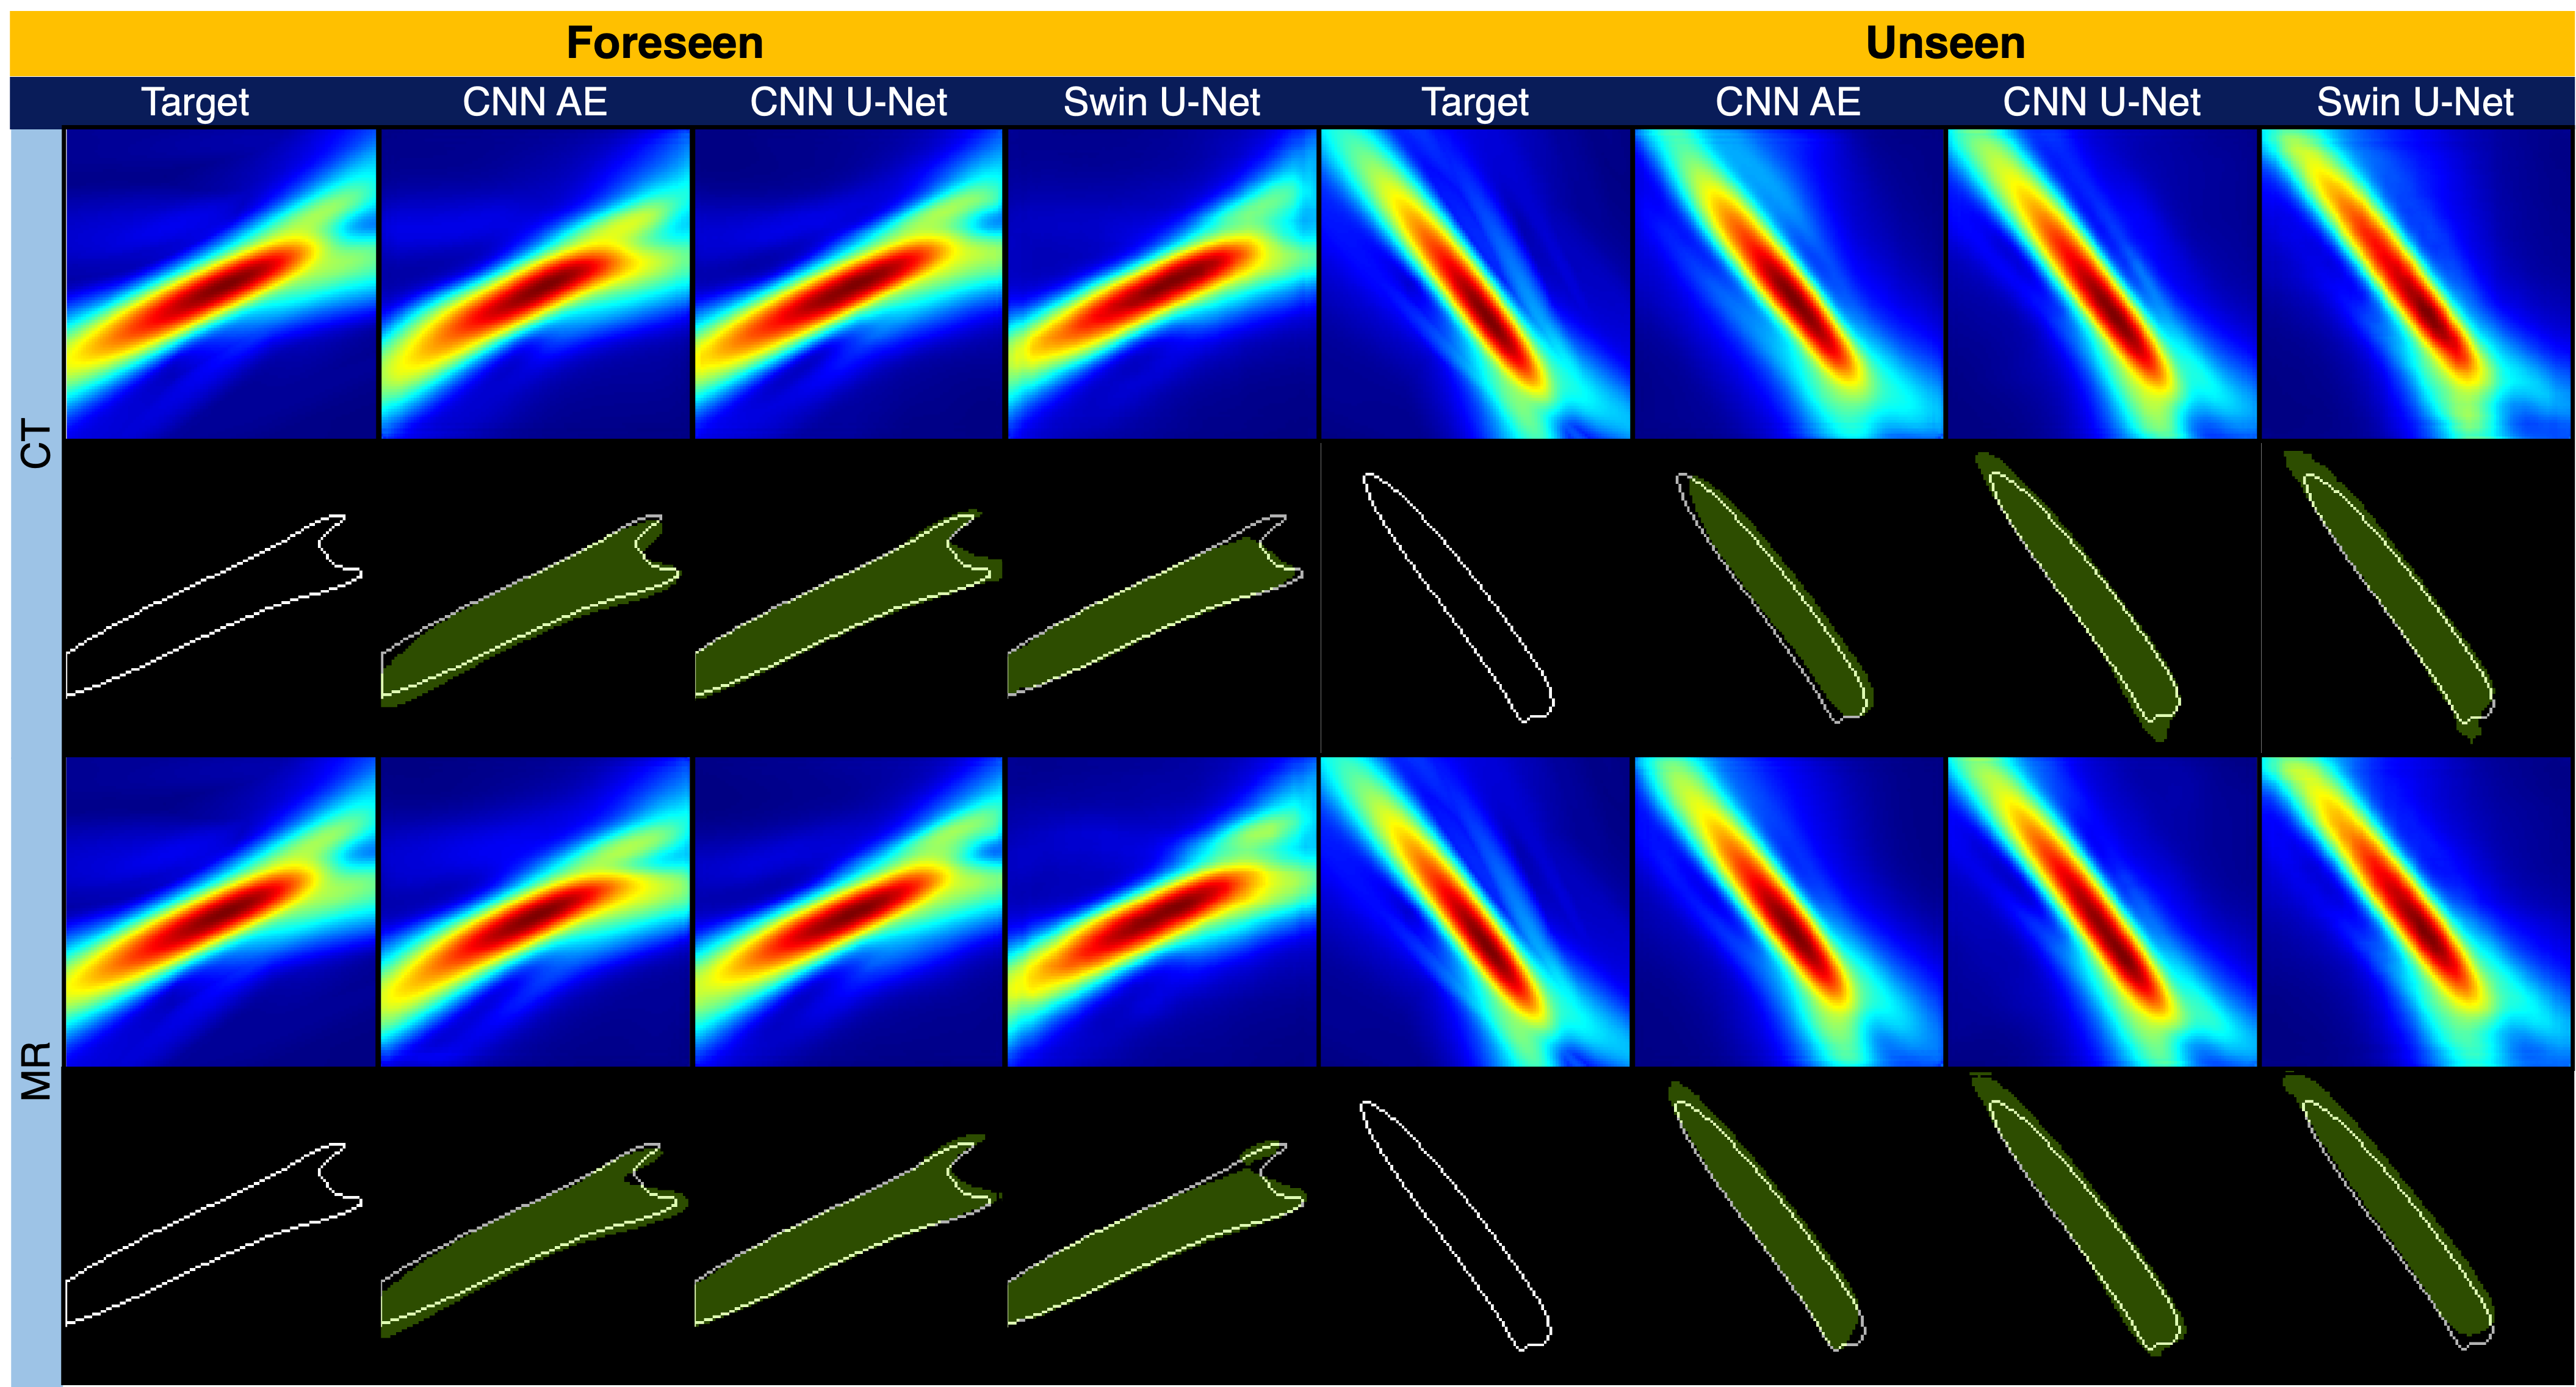 Foreseen Unseen
Target CNN AE CNN U-Net Swin U-Net Target CNN AE CNN U-Net Swin U-Net
CT
MR